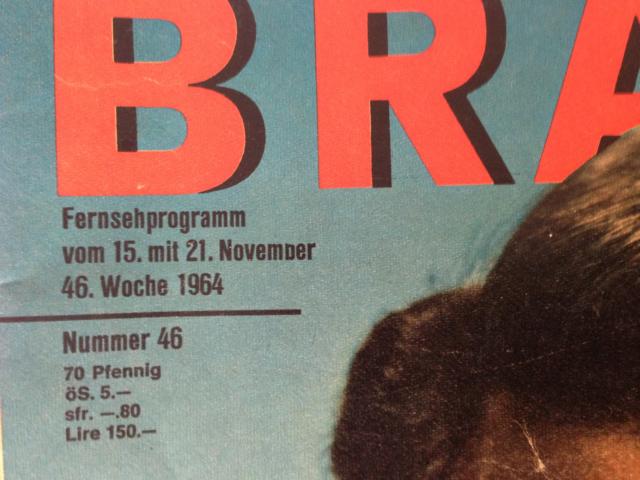 BRA
Fernsehprogramm
vom 15. mit 21. November
46. Woche 1964
Nummer 46
70 Pfennig
öS. 5.—
sfr. —.80
Lire 150.—